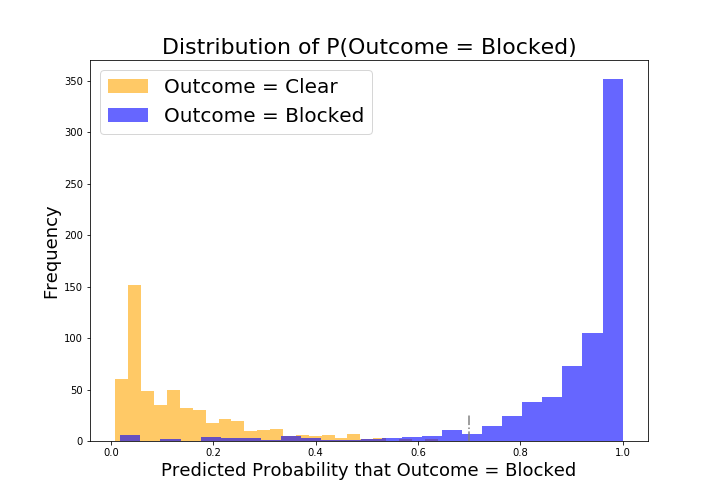 Distribution of P(Outcome = Blocked)
Outcome = Clear
Outcome = Blocked
Frequency
350
300
250
200
150
100
50
0
0.0 0.2 0.4 0.6 0.8 1.0
Predicted Probability that Outcome = Blocked